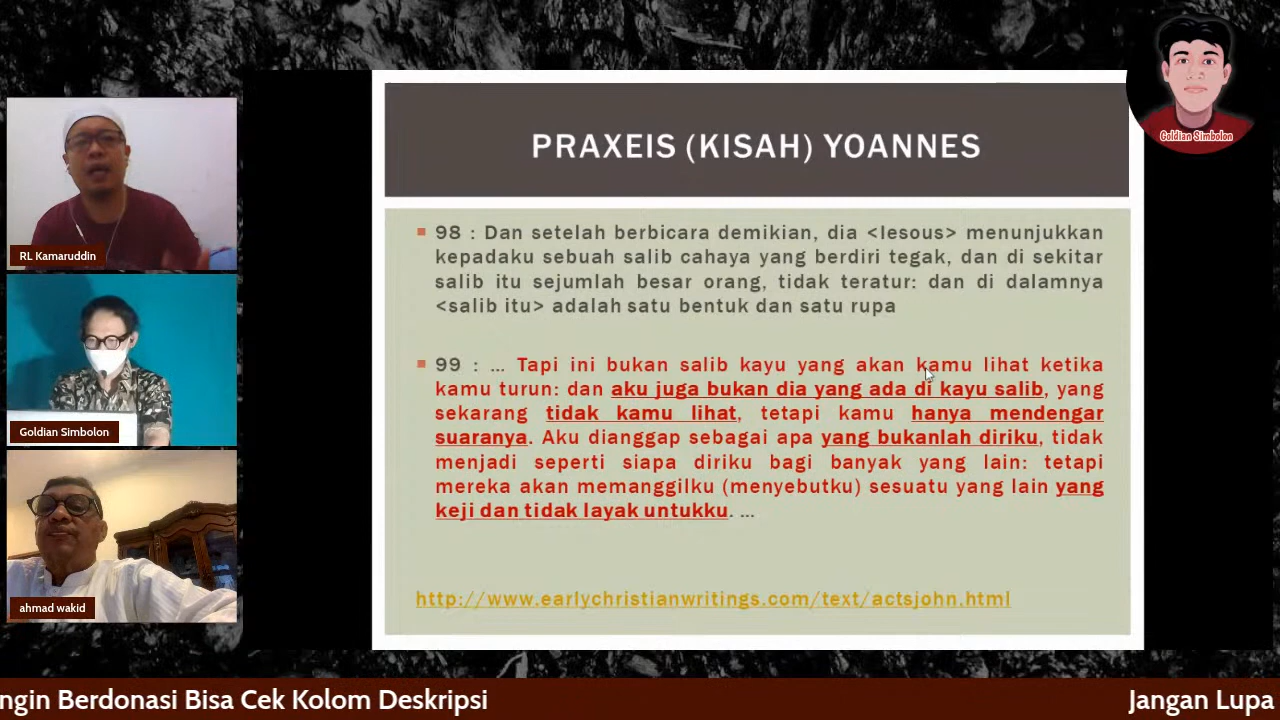 PRAXEIS (KISAH) YOANNES
Goldian Simbolon
98 : Dan setelah berbicara demikian, dia <Iesous> menunjukkan
kepadaku sebuah salib cahaya yang berdiri tegak, dan di sekitar
salib itu sejumlah besar orang, tidak teratur: dan di dalamnya
<salib itu> adalah satu bentuk dan satu rupa
99 : ... Tapi ini bukan salib kayu yang akan kamu lihat ketika
kamu turun: dan aku juga bukan dia yang ada di kayu salib, yang
sekarang tidak kamu lihat, tetapi kamu hanya mendengar
suaranya. Aku dianggap sebagai apa yang bukanlah diriku, tidak
menjadi seperti siapa diriku bagi banyak yang lain: tetapi
mereka akan memanggilku (menyebutku) sesuatu yang lain yang
keji dan tidak layak untukku. ...
http://www.earlychristianwritings.com/text/actsjohn.html
RL Kamaruddin
Goldian Simbolon
ahmad wakid
ngin Berdonasi Bisa Cek Kolom Deskripsi
Jangan Lupa